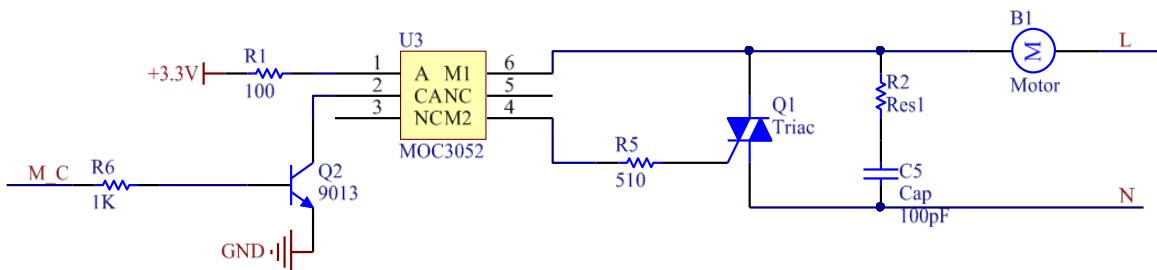 B1
L
M
Motor
U3
R1
+3.3V
100
1
A M1
6
2
CANC
5
3
NCM2
4
MOC3052
R2
Res1
Q1
Triac
R5
510
M_C
R6
1K
Q2
9013
C5
Cap
100pF
N
GND